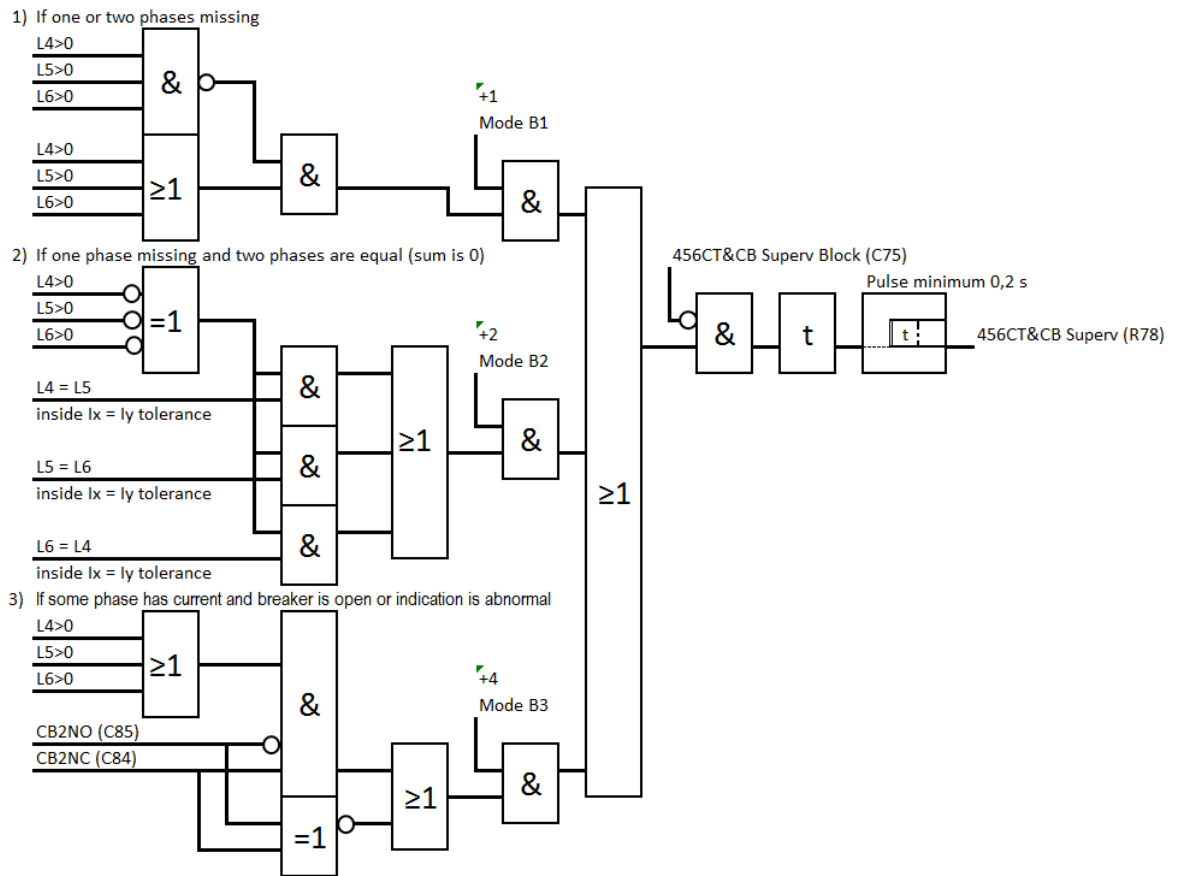 1) If one or two phases missing
L4>0
L5>0
L6>0
&
L4>0
L5>0
L6>0
≥1
&
+1
Mode B1
&
2) If one phase missing and two phases are equal (sum is 0)
L4>0
L5>0
L6>0
=1
L4 = L5
inside Ix = Iy tolerance
&
L5 = L6
inside Ix = Iy tolerance
&
L6 = L4
inside Ix = Iy tolerance
&
≥1
+2
Mode B2
&
3) If some phase has current and breaker is open or indication is abnormal
L4>0
L5>0
L6>0
≥1
CB2NO (C85)
CB2NC (C84)
&
=1
≥1
+4
Mode B3
&
≥1
456CT&CB Superv Block (C75)
&
t
Pulse minimum 0,2 s
t
456CT&CB Superv (R78)